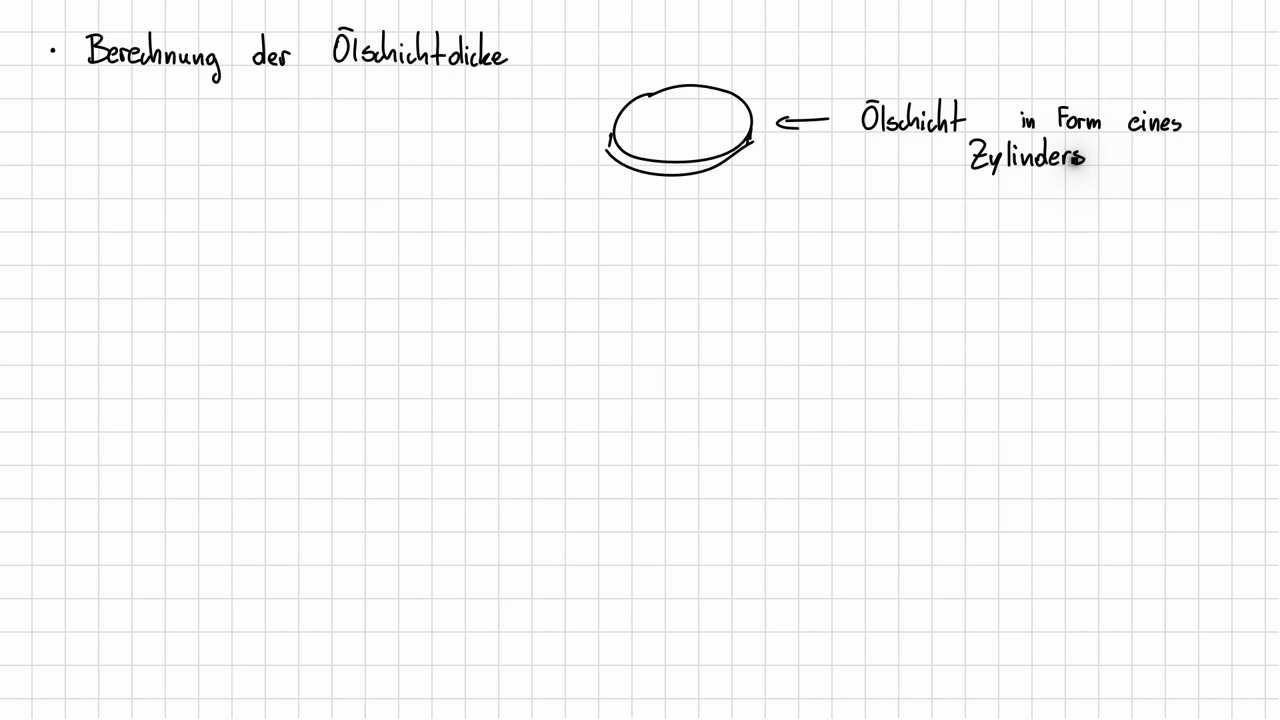 · Berechnung der Ölschichtdicke
← Ölschicht in Form eines
Zylinders